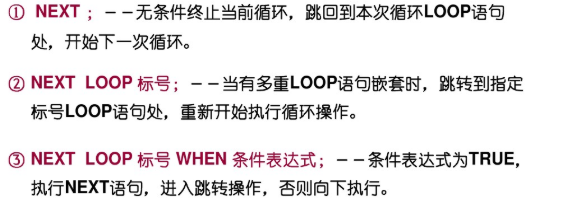 ① NEXT ；－－无条件终止当前循环，跳回到本次循环LOOP语句
处，开始下一次循环。
② NEXT LOOP 标号；－－当有多重LOOP语句嵌套时，跳转到指定
标号LOOP语句处，重新开始执行循环操作。
③ NEXT LOOP 标号 WHEN 条件表达式；－－条件表达式为TRUE，
执行NEXT语句，进入跳转操作，否则向下执行。